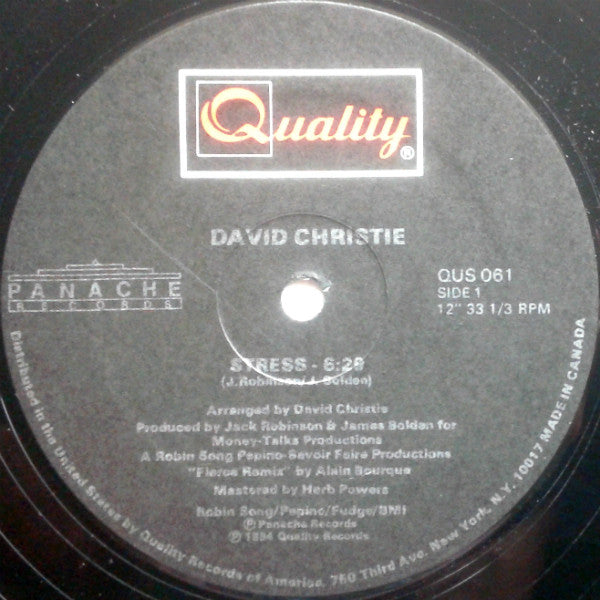 Quality®
DAVID CHRISTIE
PANACHE
RECORDS
QUS 061
SIDE 1
12" 33 1/3 RPM
STRESS - 6:28
(J. Robinson/J. Bolden)
Arranged by David Christie
Produced by Jack Robinson & James Bolden for
Money-Talks Productions
A Robin Song Pepino-Savoir Faire Productions
"Fierce Remix" by Alain Bourque
Mastered by Herb Powers
Robin Song/Pepino/Fudge/BMI
Ⓟ Panache Records
Ⓟ 1984 Quality Records
Distributed in the United States by Quality Records of America, 750 Third Ave. New York, N.Y. 10017 MADE IN CANADA